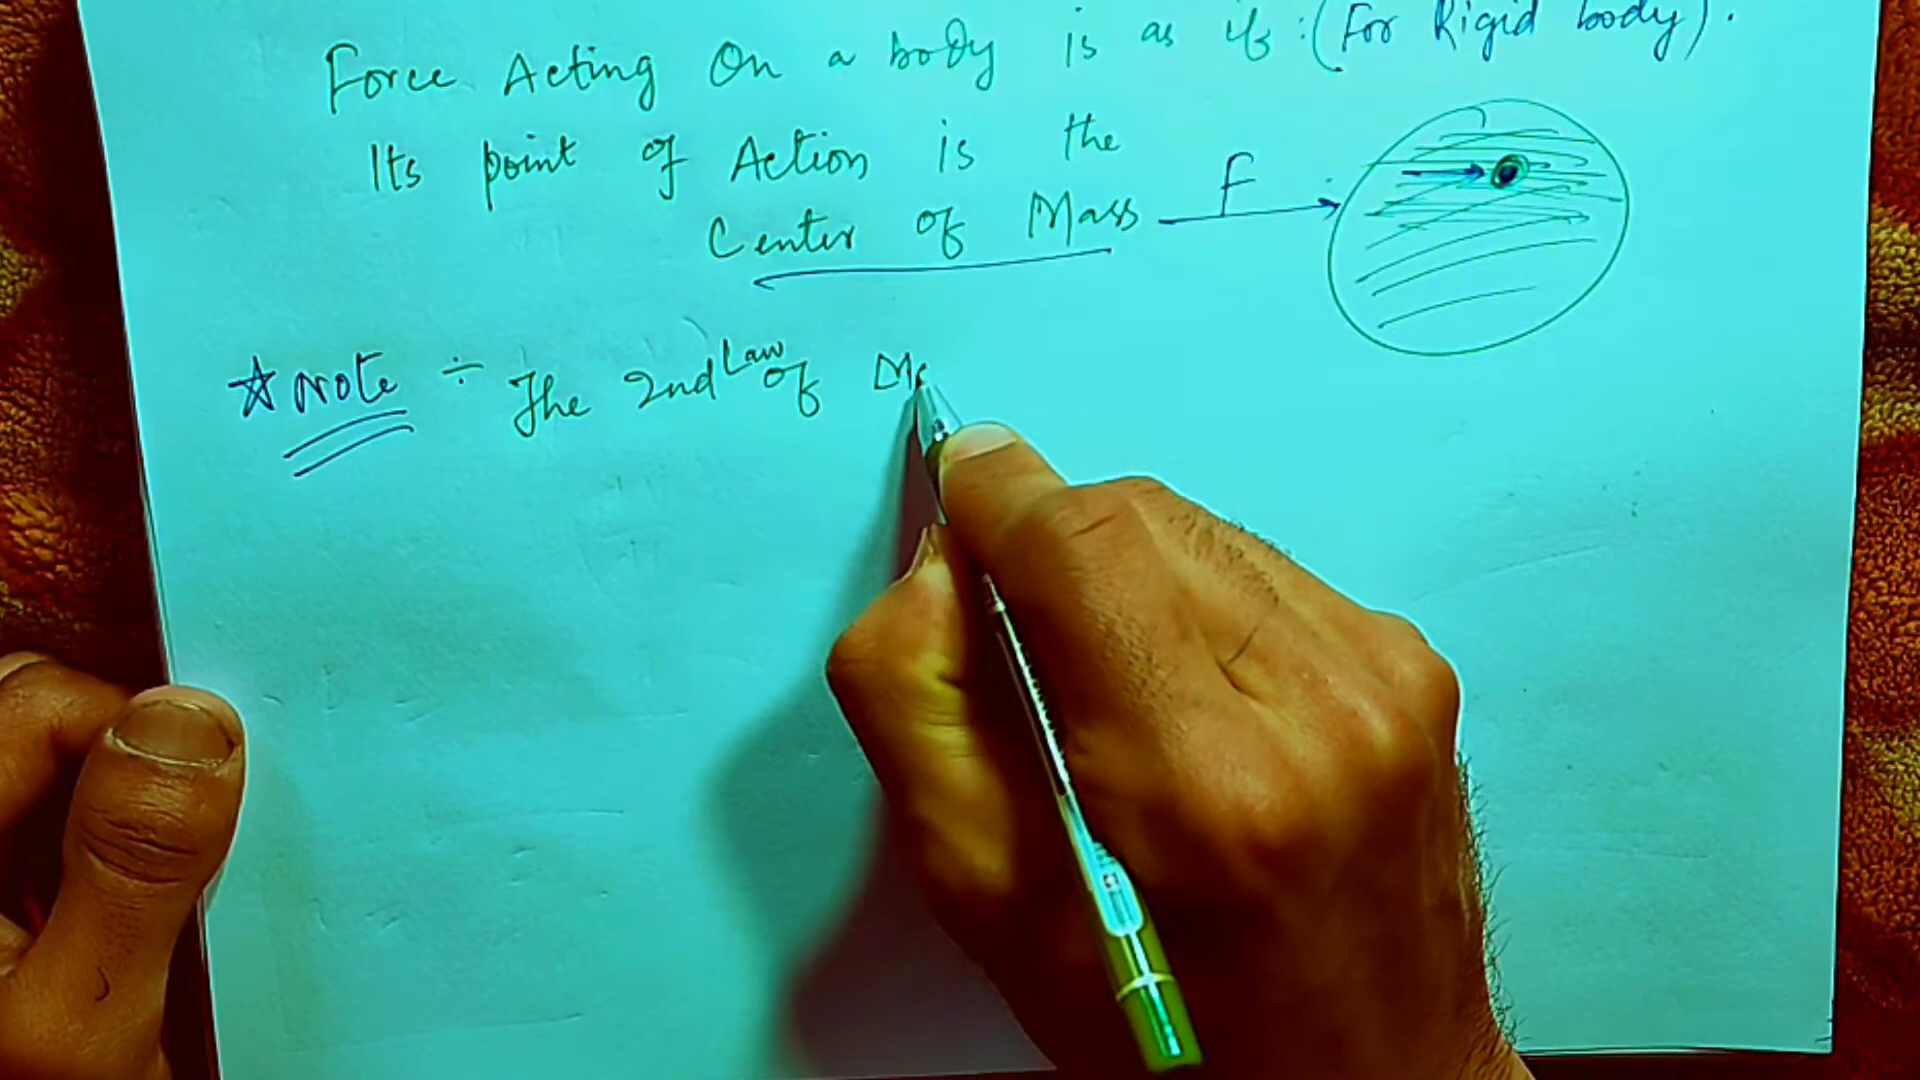 Force Acting On a body is as if :(For Rigid body).
Its point of Action is the
Center of Mass
F
☆ Note ÷ The 2nd Law of Mo